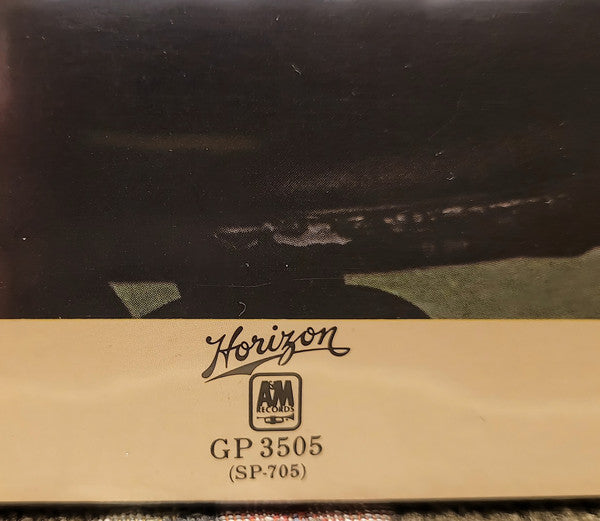 Horizon
A&M
RECORDS
GP 3505
(SP-705)